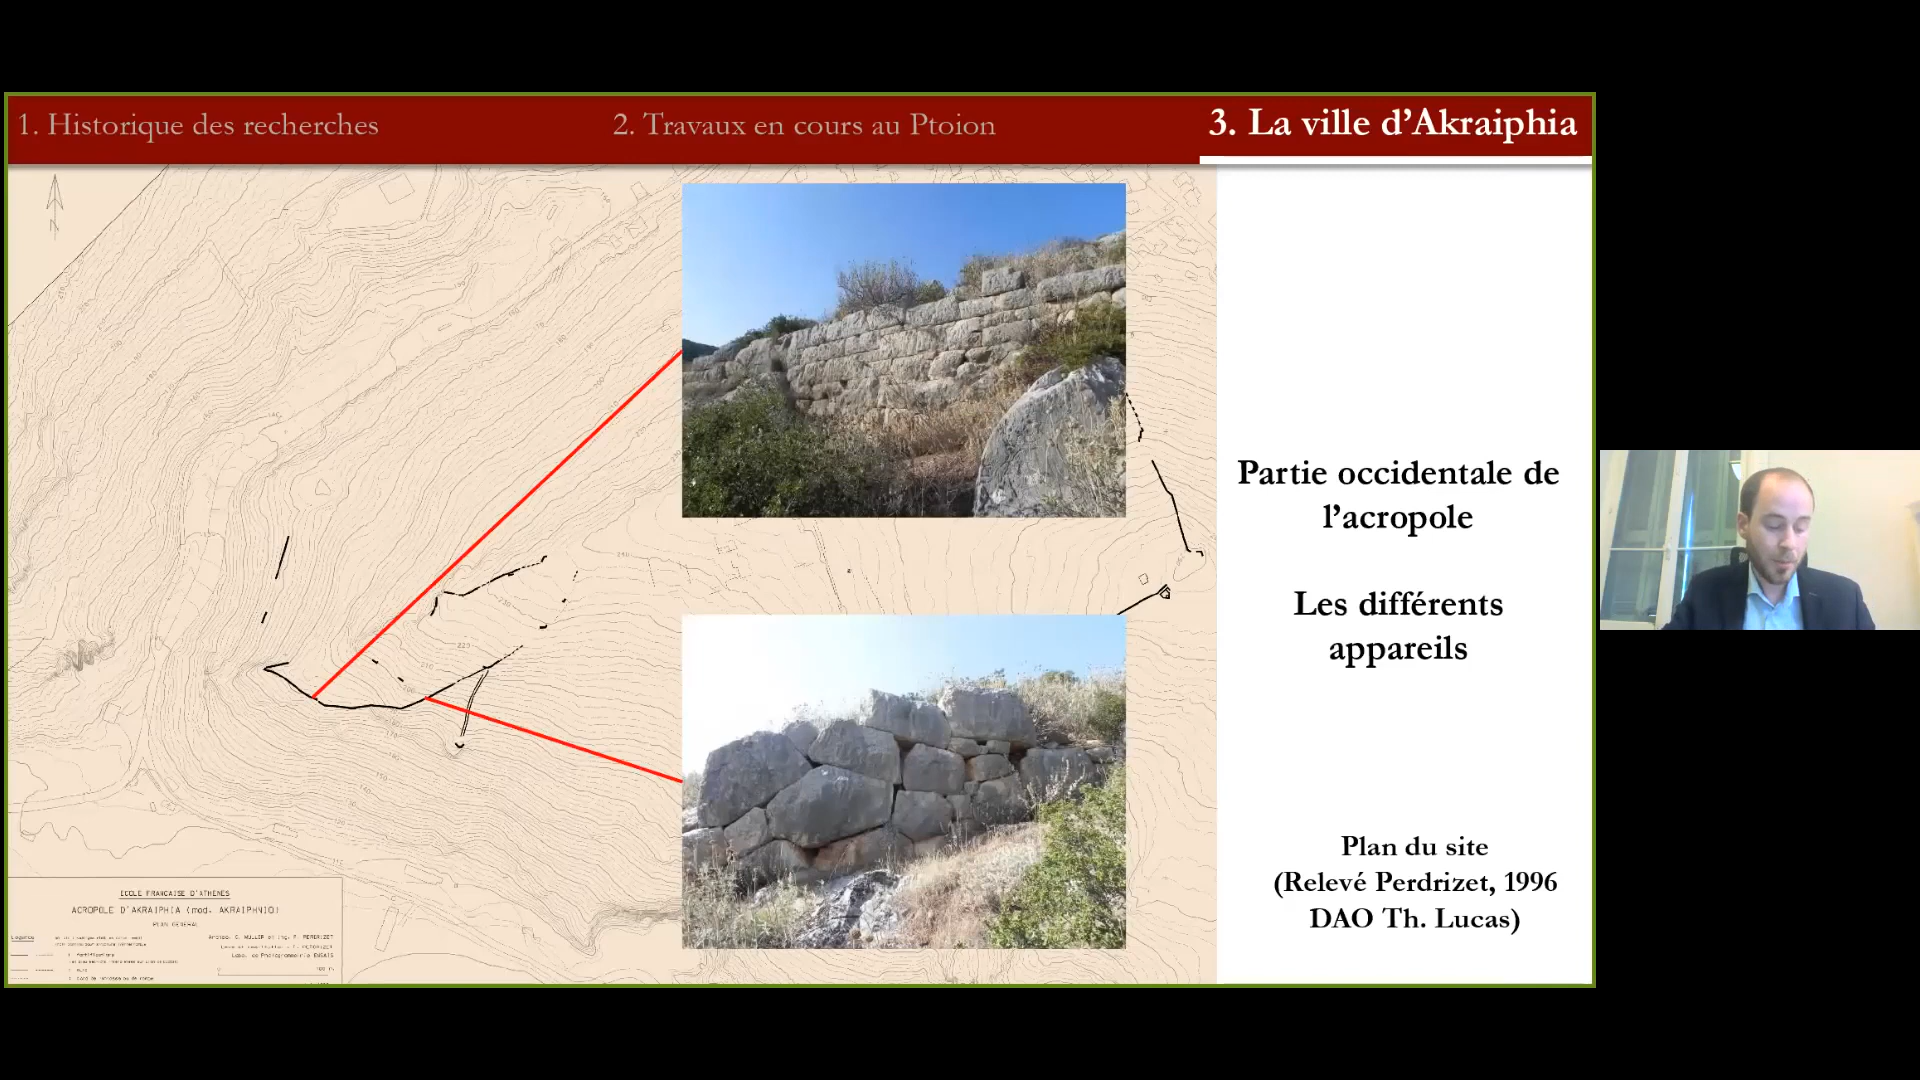 1. Historique des recherches
2. Travaux en cours au Ptoion
3. La ville d’Akraiphia
Partie occidentale de
l’acropole
Les différents
appareils
Plan du site
(Relevé Perdrizet, 1996
DAO Th. Lucas)
N
ECOLE FRANCAISE D'ATHENES
ACROPOLE D'AKRAIPHIA (mod. AKRAIPHNIO)
PLAN GENERAL